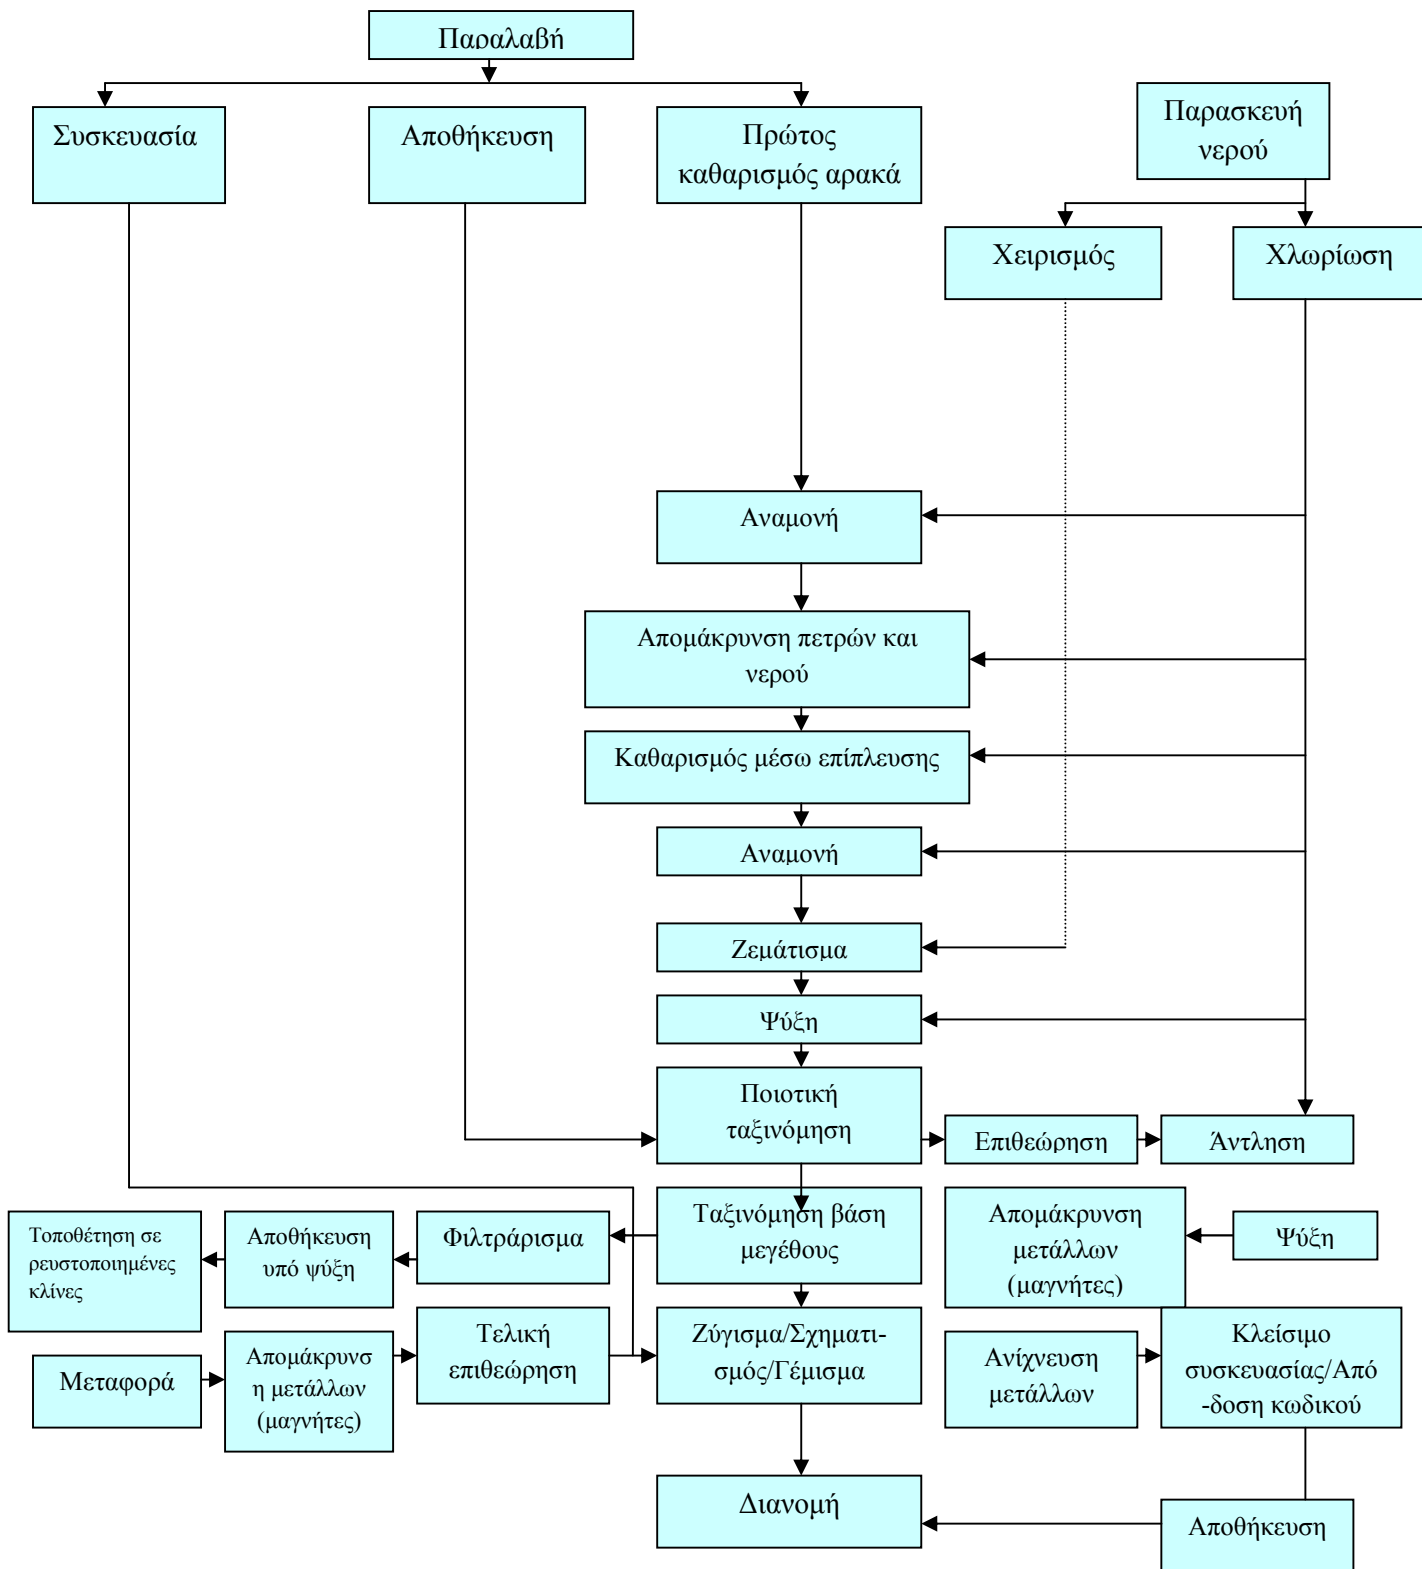 Παραλαβή
Συσκευασία
Αποθήκευση
Πρώτος
καθαρισμός αρακά
Παρασκευή
νερού
Χειρισμός
Χλωρίωση
Αναμονή
Απομάκρυνση πετρών και
νερού
Καθαρισμός μέσω επίπλευσης
Αναμονή
Ζεμάτισμα
Ψύξη
Ποιοτική
ταξινόμηση
Επιθεώρηση
Άντληση
Τοποθέτηση σε
ρευστοποιημένες
κλίνες
Αποθήκευση
υπό ψύξη
Φιλτράρισμα
Ταξινόμηση βάση
μεγέθους
Απομάκρυνση
μετάλλων
(μαγνήτες)
Ψύξη
Μεταφορά
Απομάκρυνσ
η μετάλλων
(μαγνήτες)
Τελική
επιθεώρηση
Ζύγισμα/Σχηματι-
σμός/Γέμισμα
Ανίχνευση
μετάλλων
Κλείσιμο
συσκευασίας/Από
-δοση κωδικού
Διανομή
Αποθήκευση